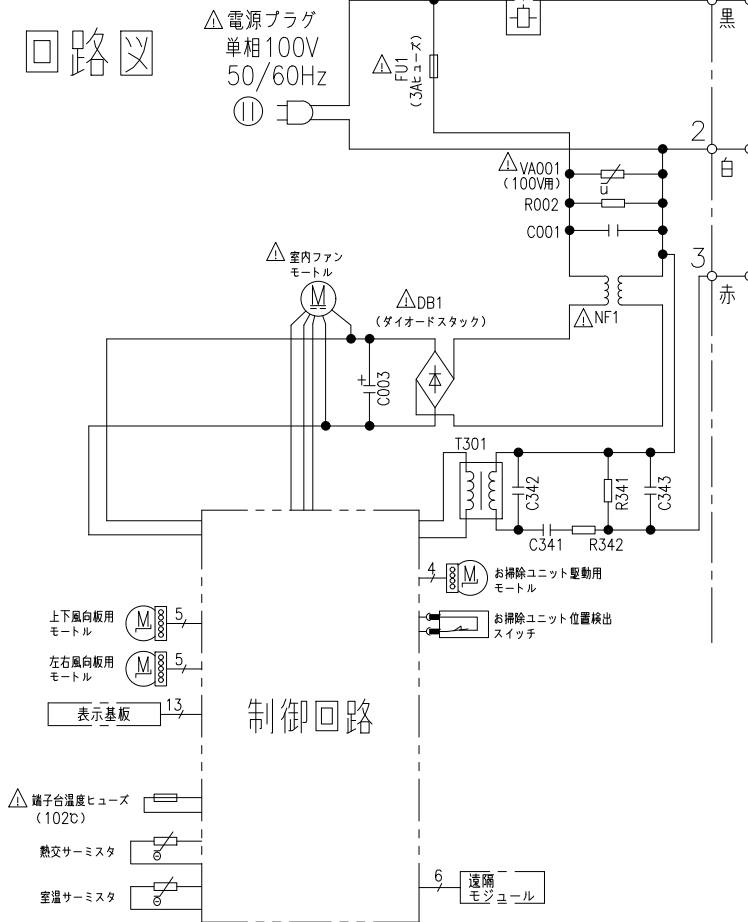 回路図
電源プラグ
単相100V
50/60Hz
FU1
(3Aヒューズ)
黒
2
白
VA001
(100V用)
u
R002
C001
3
赤
NF1
室内ファン
モートル
M
DB1
(ダイオードスタック)
+
C003
T301
C342
R341
C343
C341
R342
4
M
お掃除ユニット駆動用
モートル
お掃除ユニット位置検出
スイッチ
上下風向板用
モートル
M
5
左右風向板用
モートル
M
5
表示基板
13
制御回路
端子台温度ヒューズ
(102℃)
熱交サーミスタ
θ
室温サーミスタ
θ
6
遠隔
モジュール